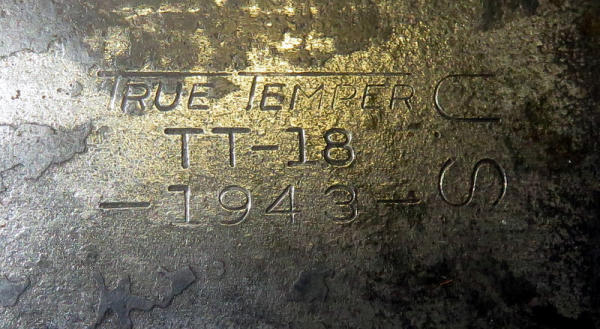 TRUE TEMPER
TT-18
-1943-
U.S.